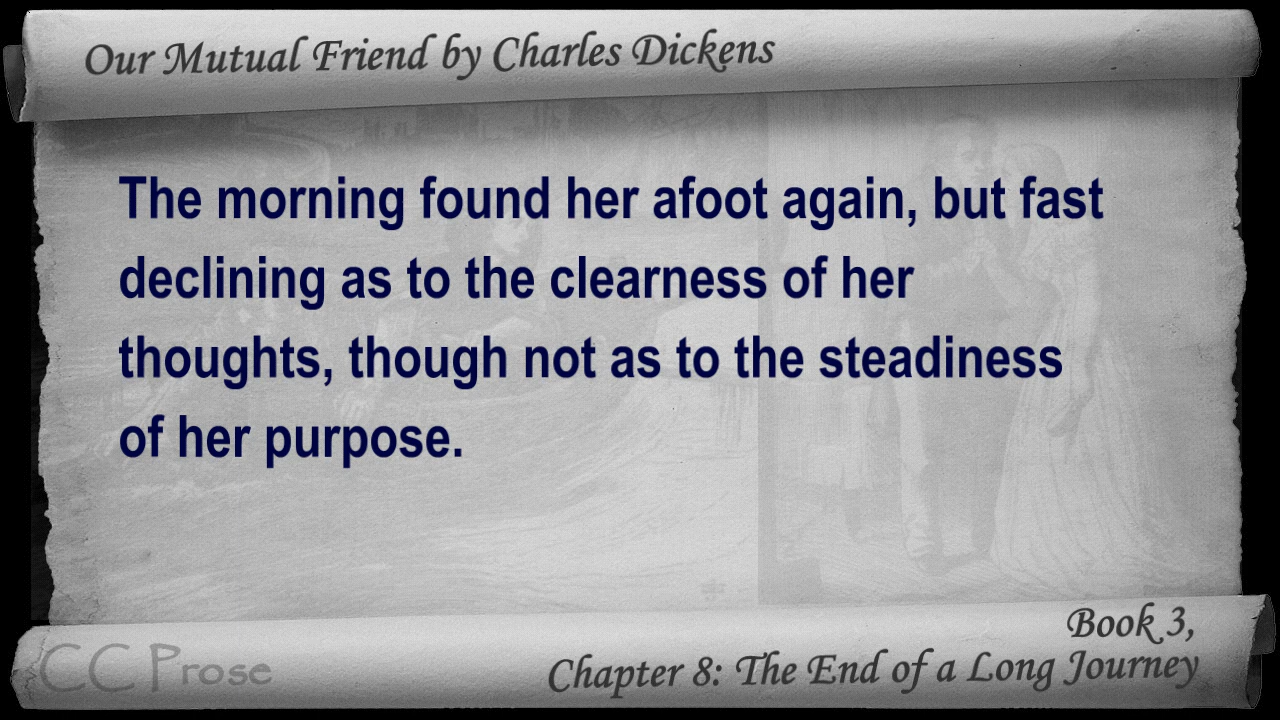 Our Mutual Friend by Charles Dickens
The morning found her afoot again, but fast
declining as to the clearness of her
thoughts, though not as to the steadiness
of her purpose.
Book 3,
CC Prose
Chapter 8: The End of a Long Journey